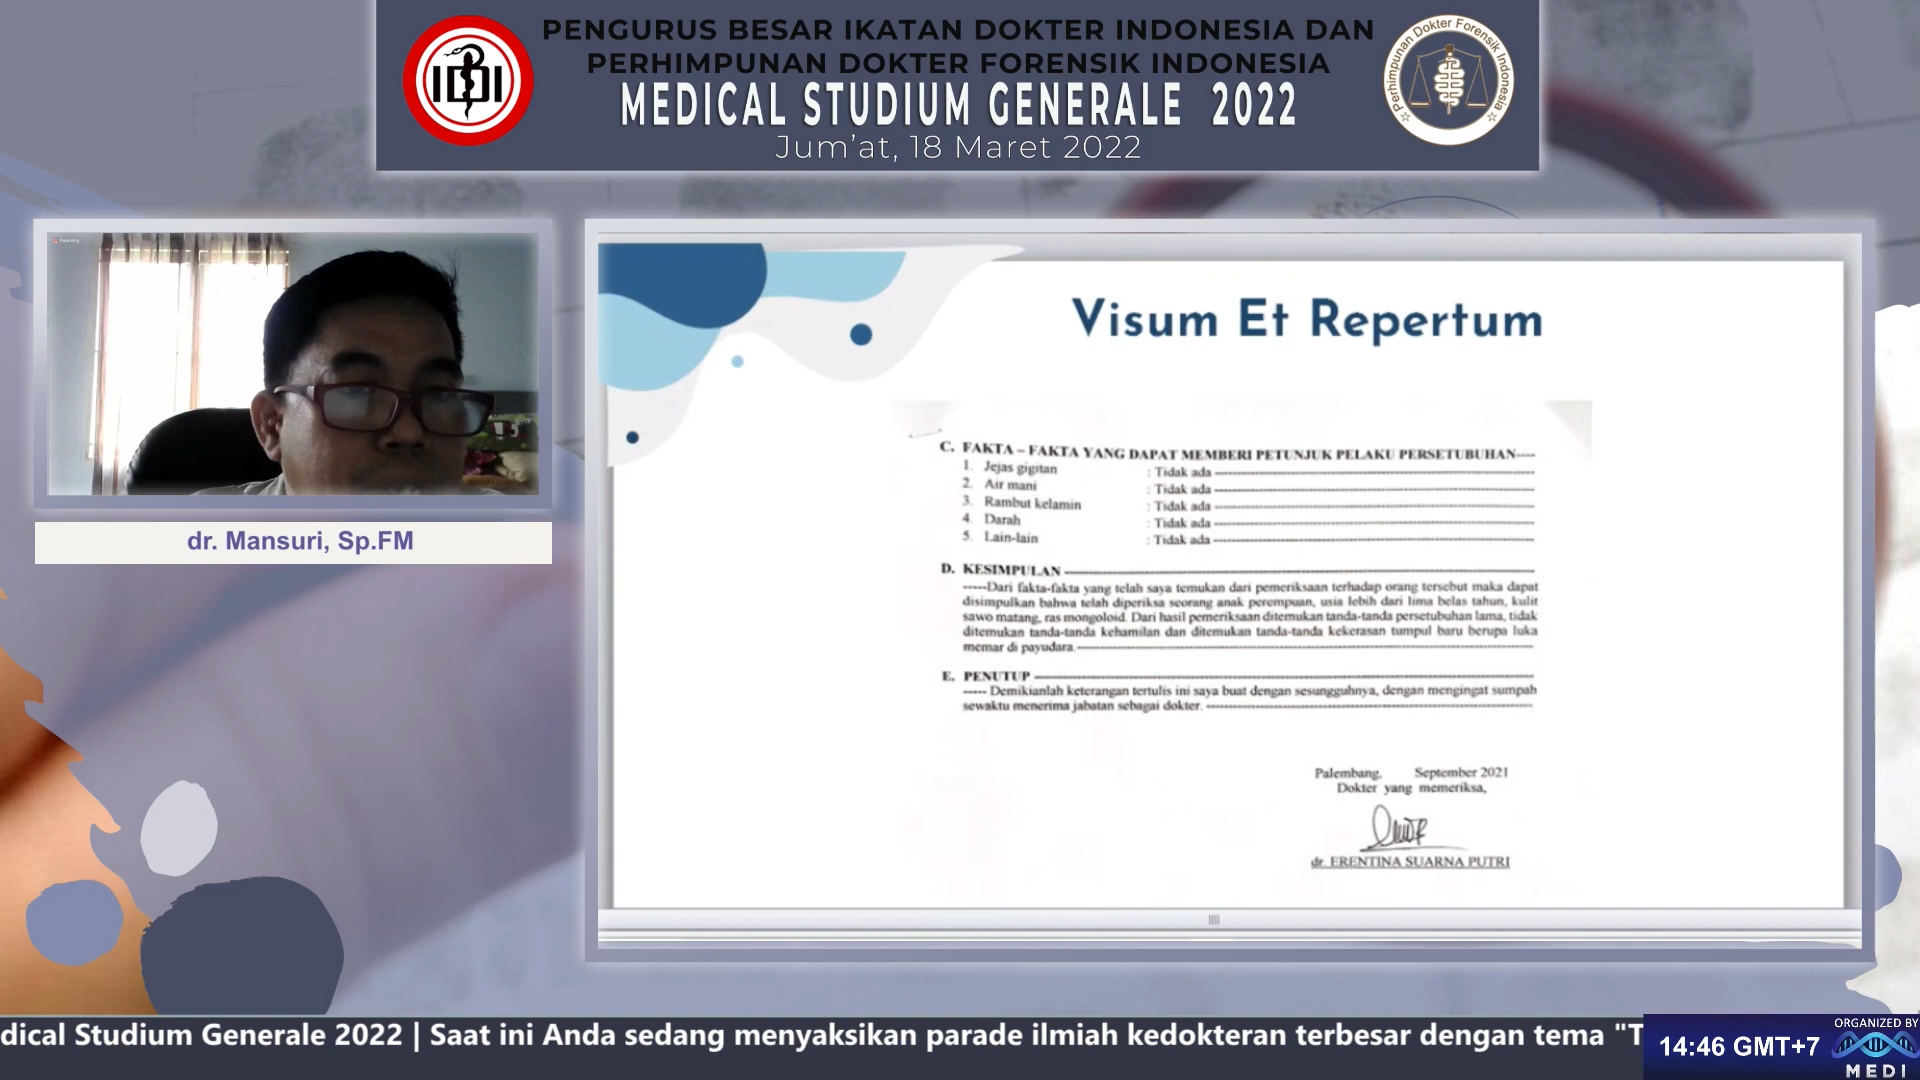 PENGURUS BESAR IKATAN DOKTER INDONESIA DAN
PERHIMPUNAN DOKTER FORENSIK INDONESIA
MEDICAL STUDIUM GENERALE 2022
Jum'at, 18 Maret 2022
IDI
Perhimpunan Dokter Forensik Indonesia
dr. Mansuri, Sp.FM
Visum Et Repertum
C. FAKTA – FAKTA YANG DAPAT MEMBERI PETUNJUK PELAKU PERSETUBUHAN----
1. Jejas gigitan : Tidak ada
2. Air mani : Tidak ada
3. Rambut kelamin : Tidak ada
4. Darah : Tidak ada
5. Lain-lain : Tidak ada
D. KESIMPULAN
-----Dari fakta-fakta yang telah saya temukan dari pemeriksaan terhadap orang tersebut maka dapat
disimpulkan bahwa telah diperiksa seorang anak perempuan, usia lebih dari lima belas tahun, kulit
sawo matang, ras mongoloid. Dari hasil pemeriksaan ditemukan tanda-tanda persetubuhan lama, tidak
ditemukan tanda-tanda kehamilan dan ditemukan tanda-tanda kekerasan tumpul baru berupa luka
memar di payudara.
E. PENUTUP
----- Demikianlah keterangan tertulis ini saya buat dengan sesungguhnya, dengan mengingat sumpah
sewaktu menerima jabatan sebagai dokter.
Palembang, September 2021
Dokter yang memeriksa,
dr. ERENTINA SUARNA PUTRI
dical Studium Generale 2022 | Saat ini Anda sedang menyaksikan parade ilmiah kedokteran terbesar dengan tema "T
14:46 GMT+7
ORGANIZED BY
MEDI